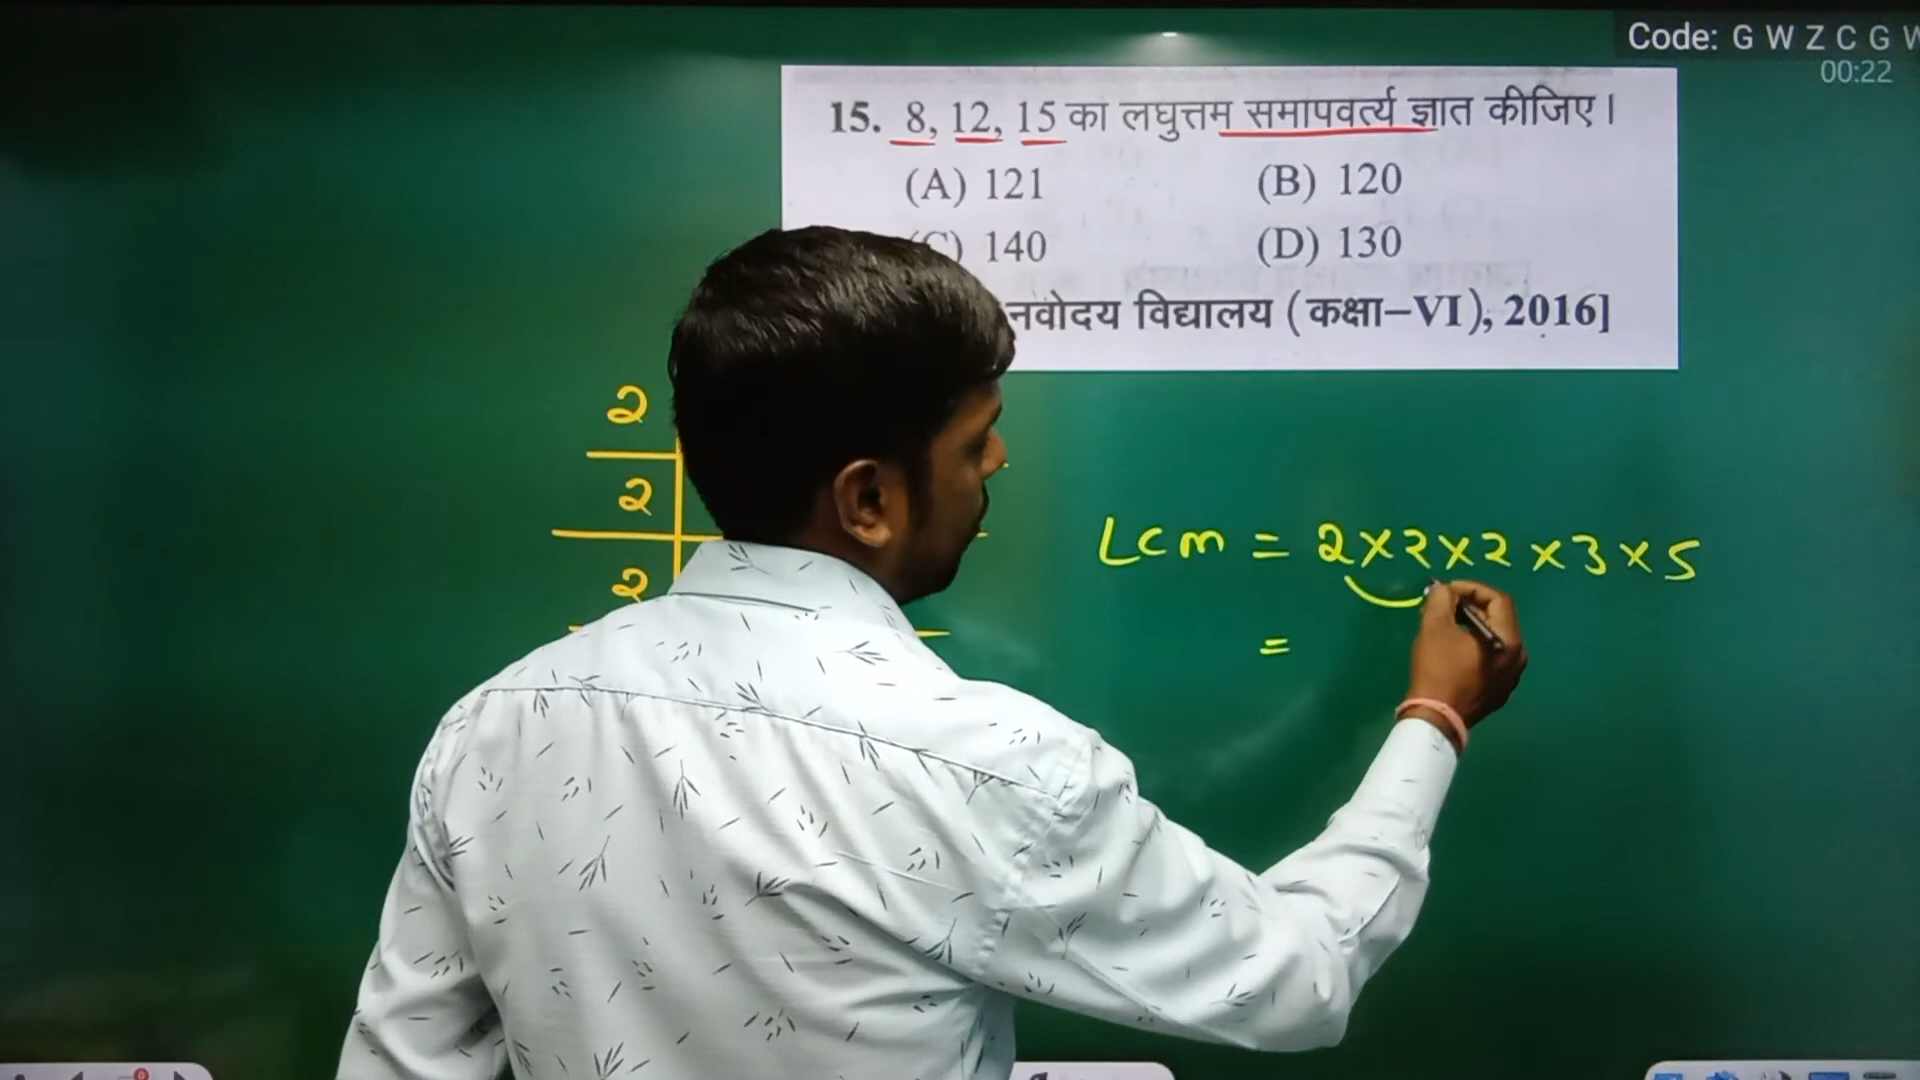 Code: G W Z C G W
00:22
15. 8, 12, 15 का लघुत्तम समापवर्त्य ज्ञात कीजिए।
(A) 121 (B) 120
(C) 140 (D) 130
नवोदय विद्यालय (कक्षा–VI), 2016]
2
2
2
Lcm = 2×2×2×3×5
=